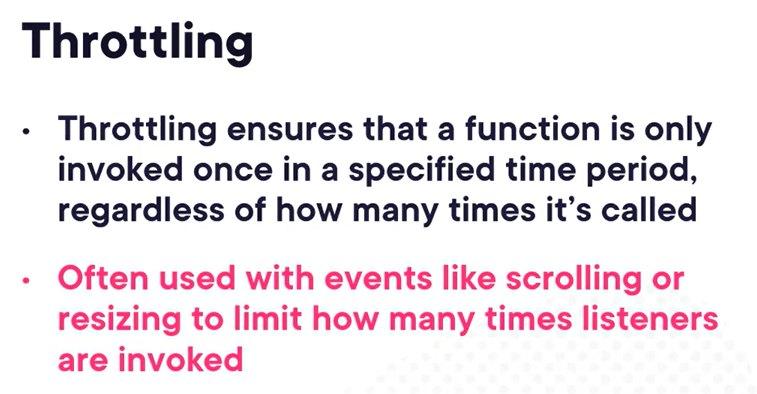 Throttling
• Throttling ensures that a function is only
invoked once in a specified time period,
regardless of how many times it’s called
• Often used with events like scrolling or
resizing to limit how many times listeners
are invoked